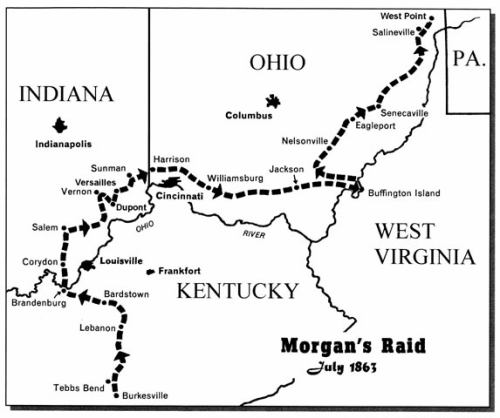 West Point
Salineville
OHIO
PA.
INDIANA
Columbus
Senecaville
Eagleport
Indianapolis
Nelsonville
Harrison
Sunman
Versailles
Vernon
Williamsburg
Jackson
Cincinnati
Buffington Island
Dupont
OHIO
RIVER
Salem
WEST
VIRGINIA
Corydon
Louisville
Frankfort
KENTUCKY
Brandenburg
Bardstown
Lebanon
Morgan's Raid
July 1863
Tebbs Bend
Burkesville